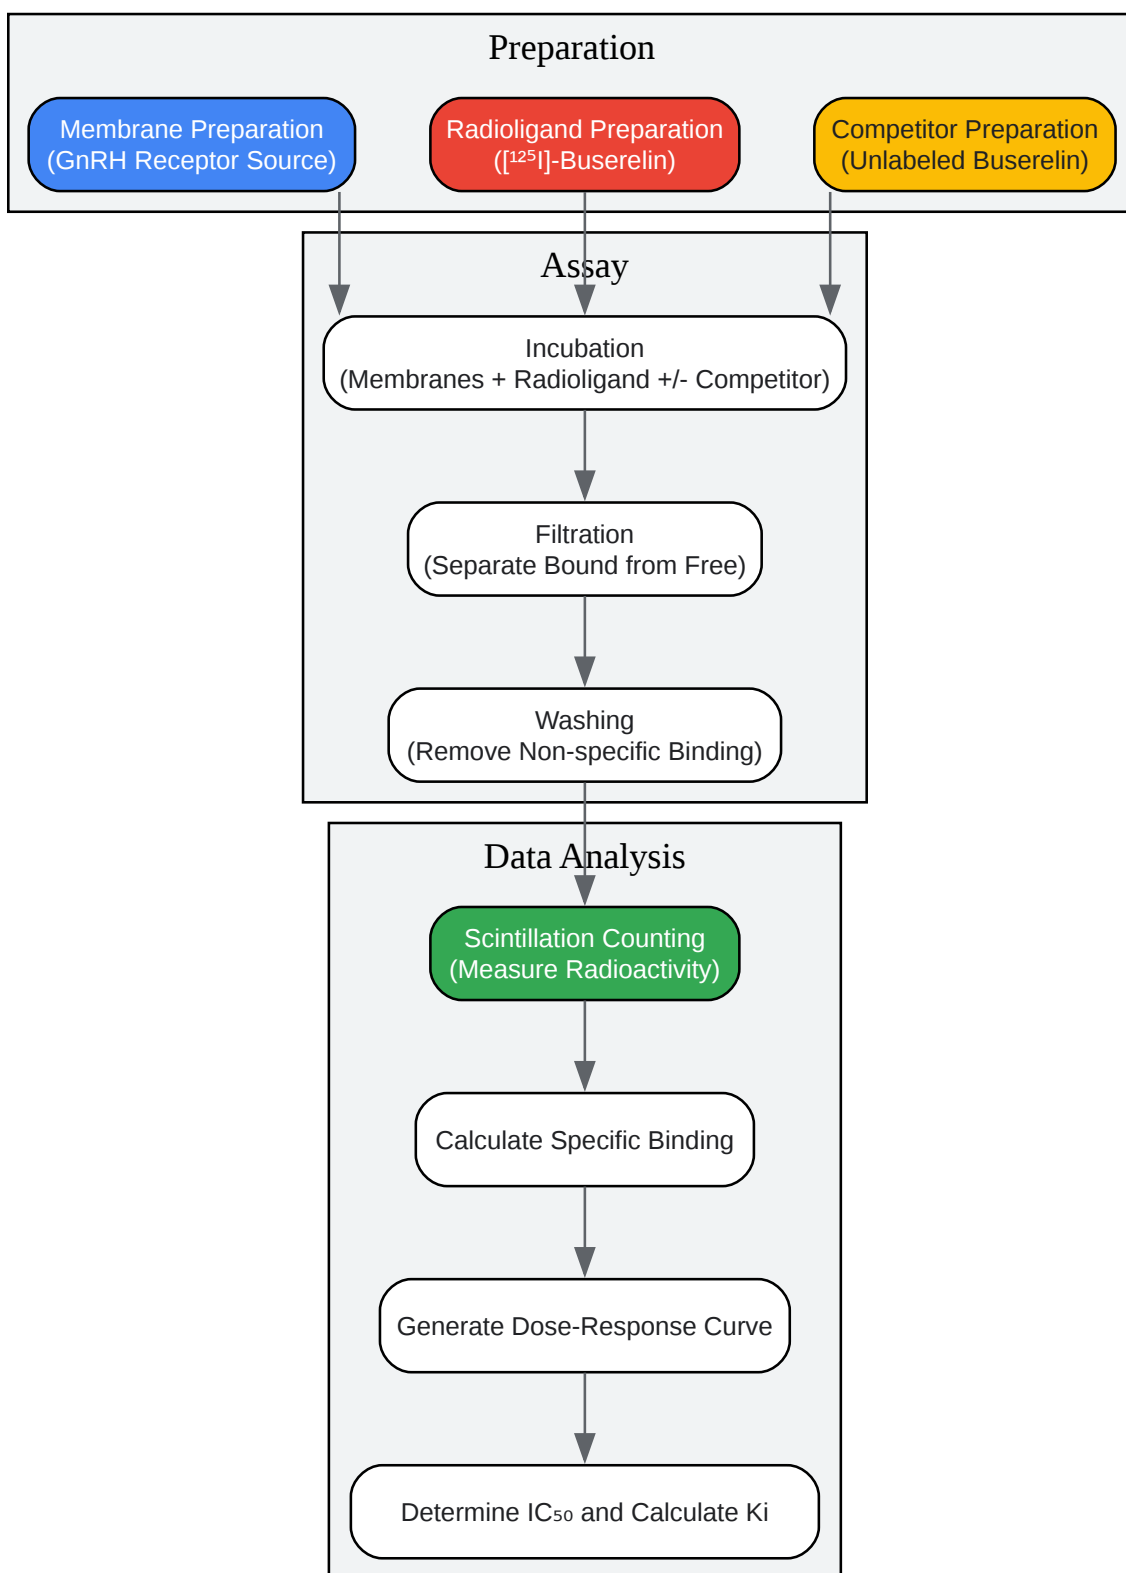 Preparation
Membrane Preparation
(GnRH Receptor Source)
Radioligand Preparation
([¹²⁵I]-Buserelin)
Competitor Preparation
(Unlabeled Buserelin)
Assay
Incubation
(Membranes + Radioligand +/- Competitor)
Filtration
(Separate Bound from Free)
Washing
(Remove Non-specific Binding)
Data Analysis
Scintillation Counting
(Measure Radioactivity)
Calculate Specific Binding
Generate Dose-Response Curve
Determine IC₅₀ and Calculate Ki